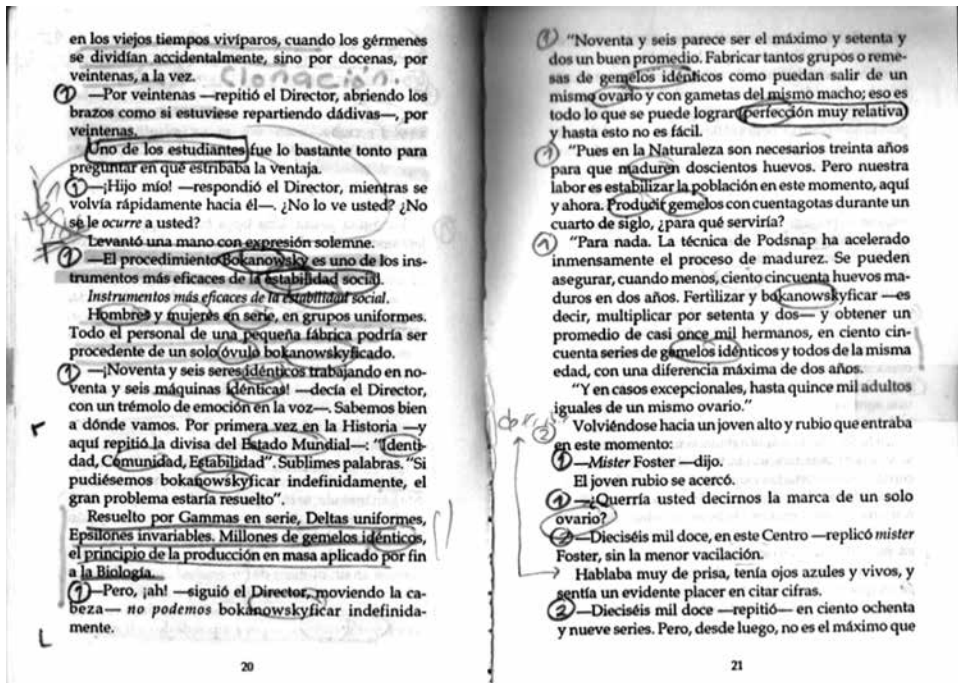 en los viejos tiempos vivíparos, cuando los gérmenes
se dividían accidentalmente, sino por docenas, por
veintenas, a la vez.
Clonación.
① —Por veintenas —repitió el Director, abriendo los
brazos como si estuviese repartiendo dádivas—, por
veintenas.
Uno de los estudiantes fue lo bastante tonto para
preguntar en qué estribaba la ventaja.
① —¡Hijo mío! —respondió el Director, mientras se
volvía rápidamente hacia él—. ¿No lo ve usted? ¿No
se le ocurre a usted?
Levantó una mano con expresión solemne.
① —El procedimiento Bokanowsky es uno de los ins-
trumentos más eficaces de la estabilidad social.
Instrumentos más eficaces de la estabilidad social.
Hombres y mujeres en serie, en grupos uniformes.
Todo el personal de una pequeña fábrica podría ser
procedente de un solo óvulo bokanowskyficado.
① —¡Noventa y seis seres idénticos trabajando en no-
venta y seis máquinas idénticas! —decía el Director,
con un trémolo de emoción en la voz—. Sabemos bien
a dónde vamos. Por primera vez en la Historia —y
aquí repitió la divisa del Estado Mundial—: “Identi-
dad, Comunidad, Estabilidad”. Sublimes palabras. “Si
pudiésemos bokanowskyficar indefinidamente, el
gran problema estaría resuelto”.
Resuelto por Gammas en serie, Deltas uniformes,
Epsilones invariables. Millones de gemelos idénticos,
el principio de la producción en masa aplicado por fin
a la Biología.
① —Pero, ¡ah! —siguió el Director, moviendo la ca-
beza— no podemos bokanowskyficar indefinida-
mente.
20
① “Noventa y seis parece ser el máximo y setenta y
dos un buen promedio. Fabricar tantos grupos o reme-
sas de gemelos idénticos como puedan salir de un
mismo ovario y con gametas del mismo macho; eso es
todo lo que se puede lograr (perfección muy relativa)
y hasta esto no es fácil.
① “Pues en la Naturaleza son necesarios treinta años
para que maduren doscientos huevos. Pero nuestra
labor es estabilizar la población en este momento, aquí
y ahora. Producir gemelos con cuentagotas durante un
cuarto de siglo, ¿para qué serviría?
① “Para nada. La técnica de Podsnap ha acelerado
inmensamente el proceso de madurez. Se pueden
asegurar, cuando menos, ciento cincuenta huevos ma-
duros en dos años. Fertilizar y bokanowskyficar —es
decir, multiplicar por setenta y dos— y obtener un
promedio de casi once mil hermanos, en ciento cin-
cuenta series de gemelos idénticos y todos de la misma
edad, con una diferencia máxima de dos años.
“Y en casos excepcionales, hasta quince mil adultos
iguales de un mismo ovario.”
② Volviéndose hacia un joven alto y rubio que entraba
en este momento:
① —Mister Foster —dijo.
El joven rubio se acercó.
① —¿Querría usted decirnos la marca de un solo
ovario?
② —Dieciséis mil doce, en este Centro —replicó mister
Foster, sin la menor vacilación.
Hablaba muy de prisa, tenía ojos azules y vivos, y
sentía un evidente placer en citar cifras.
② —Dieciséis mil doce —repitió— en ciento ochenta
y nueve series. Pero, desde luego, no es el máximo que
21